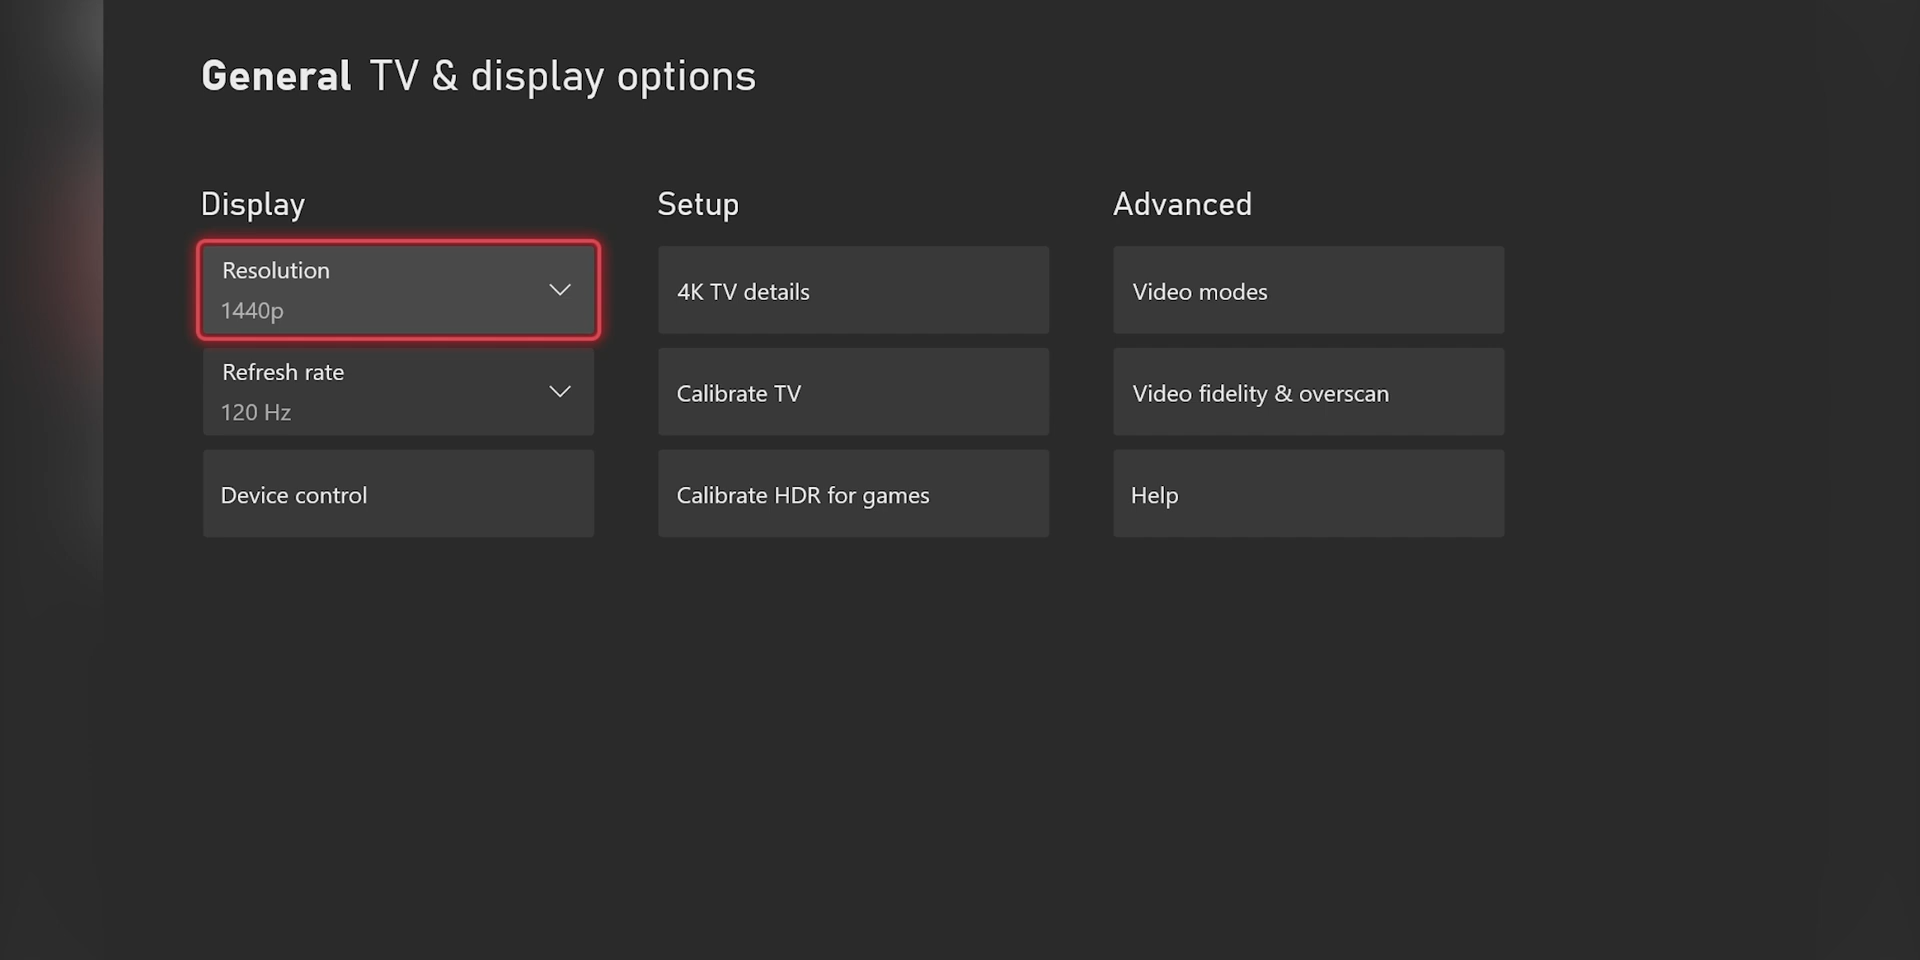 General TV & display options
Display
Resolution
1440p
Refresh rate
120 Hz
Device control
Setup
4K TV details
Calibrate TV
Calibrate HDR for games
Advanced
Video modes
Video fidelity & overscan
Help